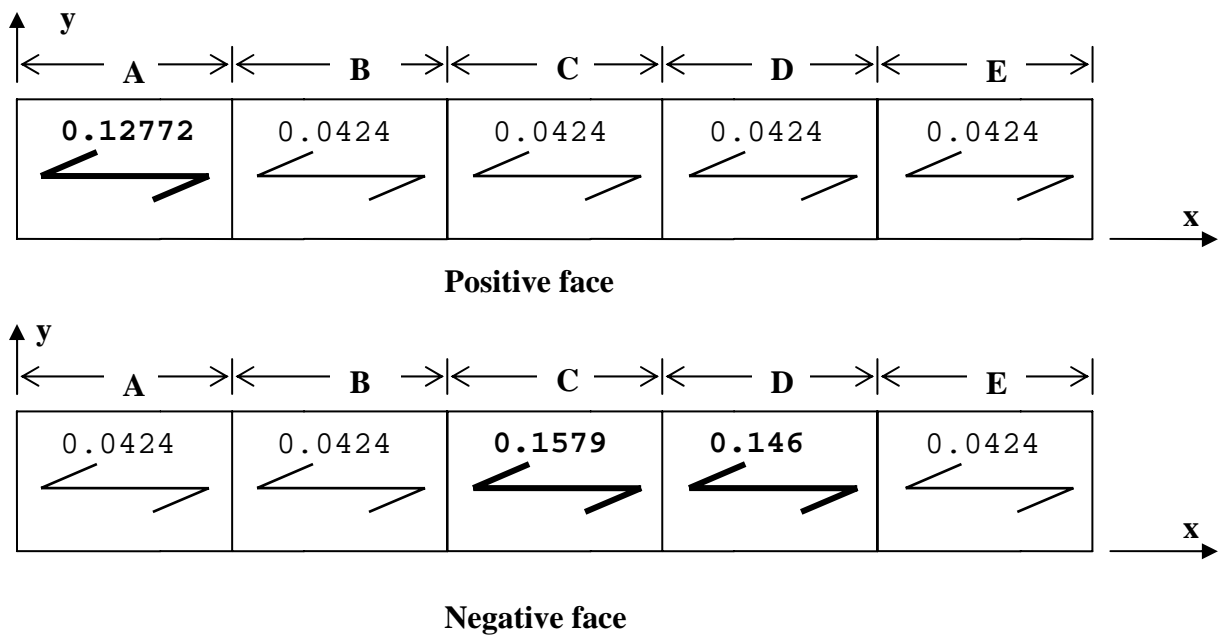 y
A B C D E
0.12772 0.0424 0.0424 0.0424 0.0424
x
Positive face
y
A B C D E
0.0424 0.0424 0.1579 0.146 0.0424
x
Negative face